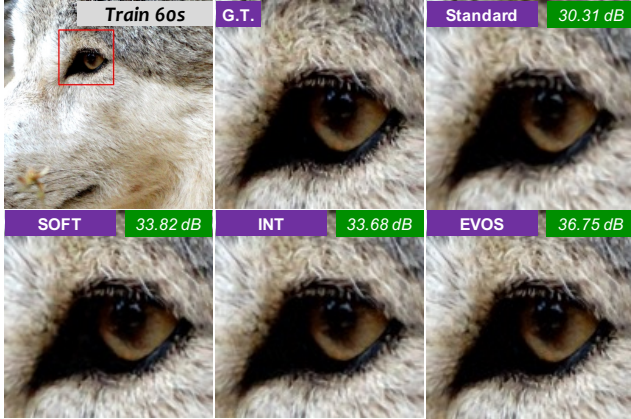 Train 60s
G.T.
Standard
30.31 dB
SOFT
33.82 dB
INT
33.68 dB
EVOS
36.75 dB